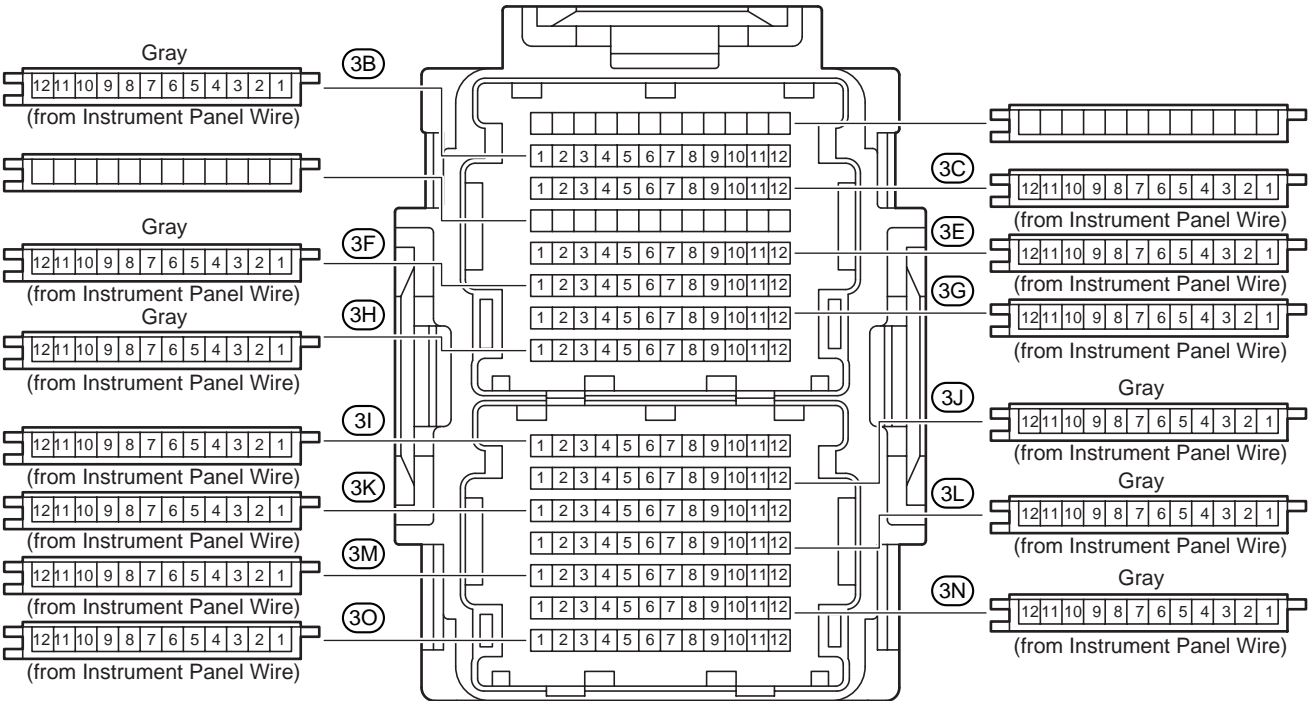 Gray
3B
12 11 10 9 8 7 6 5 4 3 2 1
(from Instrument Panel Wire)
Gray
3F
12 11 10 9 8 7 6 5 4 3 2 1
(from Instrument Panel Wire)
Gray
3H
12 11 10 9 8 7 6 5 4 3 2 1
(from Instrument Panel Wire)
3I
12 11 10 9 8 7 6 5 4 3 2 1
(from Instrument Panel Wire)
3K
12 11 10 9 8 7 6 5 4 3 2 1
(from Instrument Panel Wire)
3M
12 11 10 9 8 7 6 5 4 3 2 1
(from Instrument Panel Wire)
3O
12 11 10 9 8 7 6 5 4 3 2 1
(from Instrument Panel Wire)
1 2 3 4 5 6 7 8 9 10 11 12
1 2 3 4 5 6 7 8 9 10 11 12
1 2 3 4 5 6 7 8 9 10 11 12
1 2 3 4 5 6 7 8 9 10 11 12
1 2 3 4 5 6 7 8 9 10 11 12
1 2 3 4 5 6 7 8 9 10 11 12
1 2 3 4 5 6 7 8 9 10 11 12
1 2 3 4 5 6 7 8 9 10 11 12
1 2 3 4 5 6 7 8 9 10 11 12
1 2 3 4 5 6 7 8 9 10 11 12
1 2 3 4 5 6 7 8 9 10 11 12
1 2 3 4 5 6 7 8 9 10 11 12
1 2 3 4 5 6 7 8 9 10 11 12
3C
12 11 10 9 8 7 6 5 4 3 2 1
(from Instrument Panel Wire)
3E
12 11 10 9 8 7 6 5 4 3 2 1
(from Instrument Panel Wire)
3G
12 11 10 9 8 7 6 5 4 3 2 1
(from Instrument Panel Wire)
Gray
3J
12 11 10 9 8 7 6 5 4 3 2 1
(from Instrument Panel Wire)
Gray
3L
12 11 10 9 8 7 6 5 4 3 2 1
(from Instrument Panel Wire)
Gray
3N
12 11 10 9 8 7 6 5 4 3 2 1
(from Instrument Panel Wire)